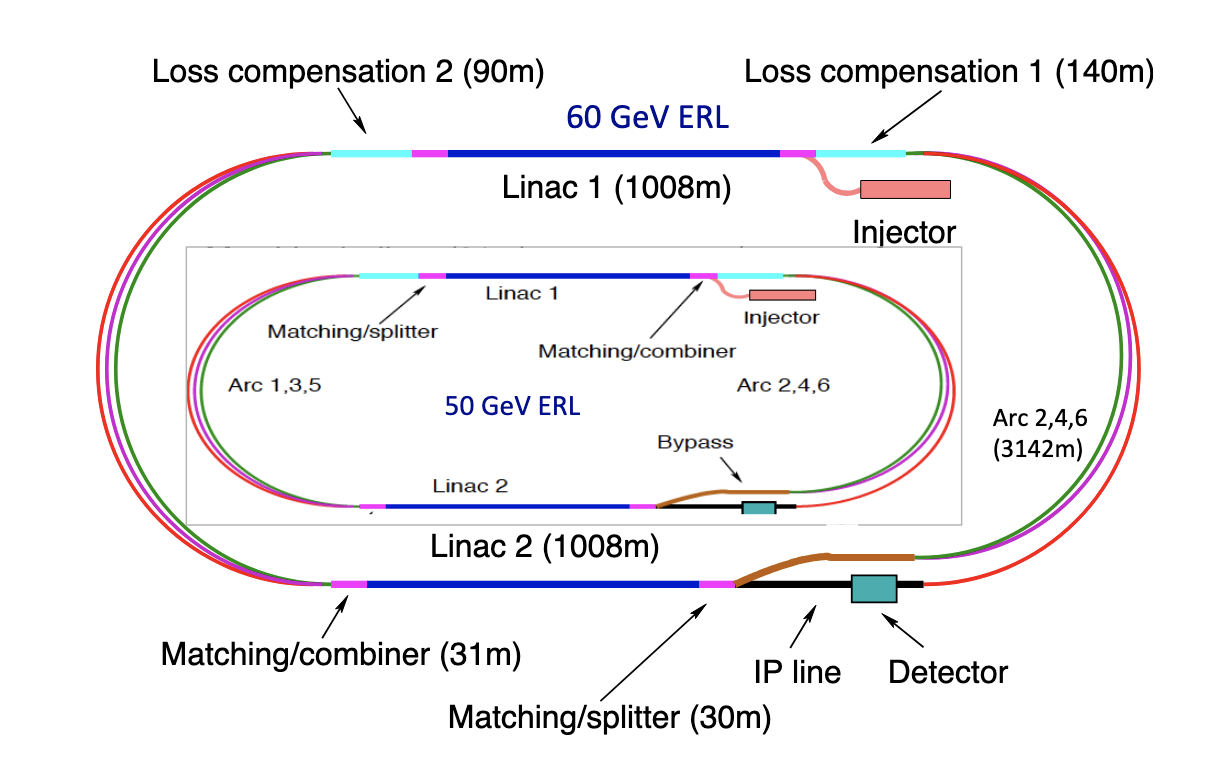 Loss compensation 2 (90m)
Loss compensation 1 (140m)
60 GeV ERL
Linac 1 (1008m)
Injector
Linac 1
Injector
Matching/splitter
Matching/combiner
Arc 1,3,5
Arc 2,4,6
50 GeV ERL
Arc 2,4,6
(3142m)
Bypass
Linac 2
Linac 2 (1008m)
Matching/combiner (31m)
IP line
Detector
Matching/splitter (30m)